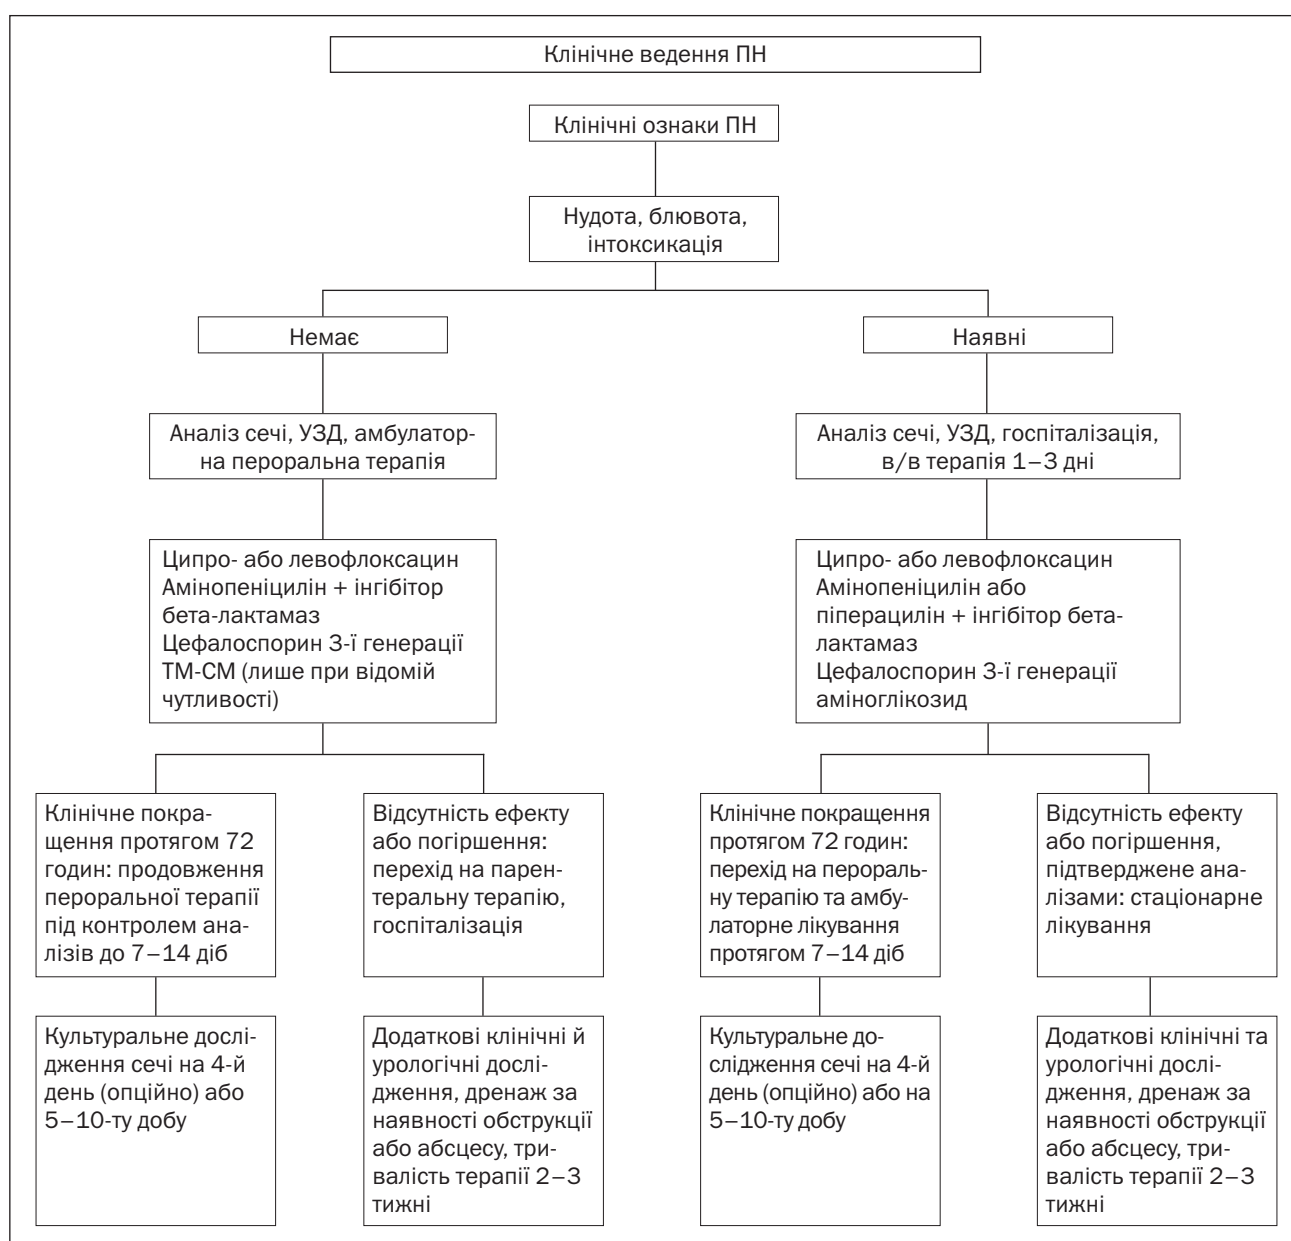 Клінічне ведення ПН
Клінічні ознаки ПН
Нудота, блювота,
інтоксикація
Немає
Наявні
Аналіз сечі, УЗД, амбулатор-
на пероральна терапія
Аналіз сечі, УЗД, госпіталізація,
в/в терапія 1–3 дні
Ципро- або левофлоксацин
Амінопеніцилін + інгібітор
бета-лактамаз
Цефалоспорин 3-ї генерації
ТМ-СМ (лише при відомій
чутливості)
Ципро- або левофлоксацин
Амінопеніцилін або
піперацилін + інгібітор бета-
лактамаз
Цефалоспорин 3-ї генерації
аміноглікозид
Клінічне покра-
щення протягом 72
годин: продовження
пероральної терапії
під контролем ана-
лізів до 7–14 діб
Відсутність ефекту
або погіршення:
перехід на парен-
теральну терапію,
госпіталізація
Клінічне покращення
протягом 72 годин:
перехід на перораль-
ну терапію та амбу-
латорне лікування
протягом 7–14 діб
Відсутність ефекту
або погіршення,
підтверджене ана-
лізами: стаціонарне
лікування
Культуральне дослі-
дження сечі на 4-й
день (опційно) або
5–10-ту добу
Додаткові клінічні й
урологічні дослі-
дження, дренаж за
наявності обструкції
або абсцесу, три-
валість терапії 2–3
тижні
Культуральне до-
слідження сечі на 4-й
день (опційно) або на
5–10-ту добу
Додаткові клінічні та
урологічні дослі-
дження, дренаж за
наявності обструкції
або абсцесу, три-
валість терапії 2–3
тижні